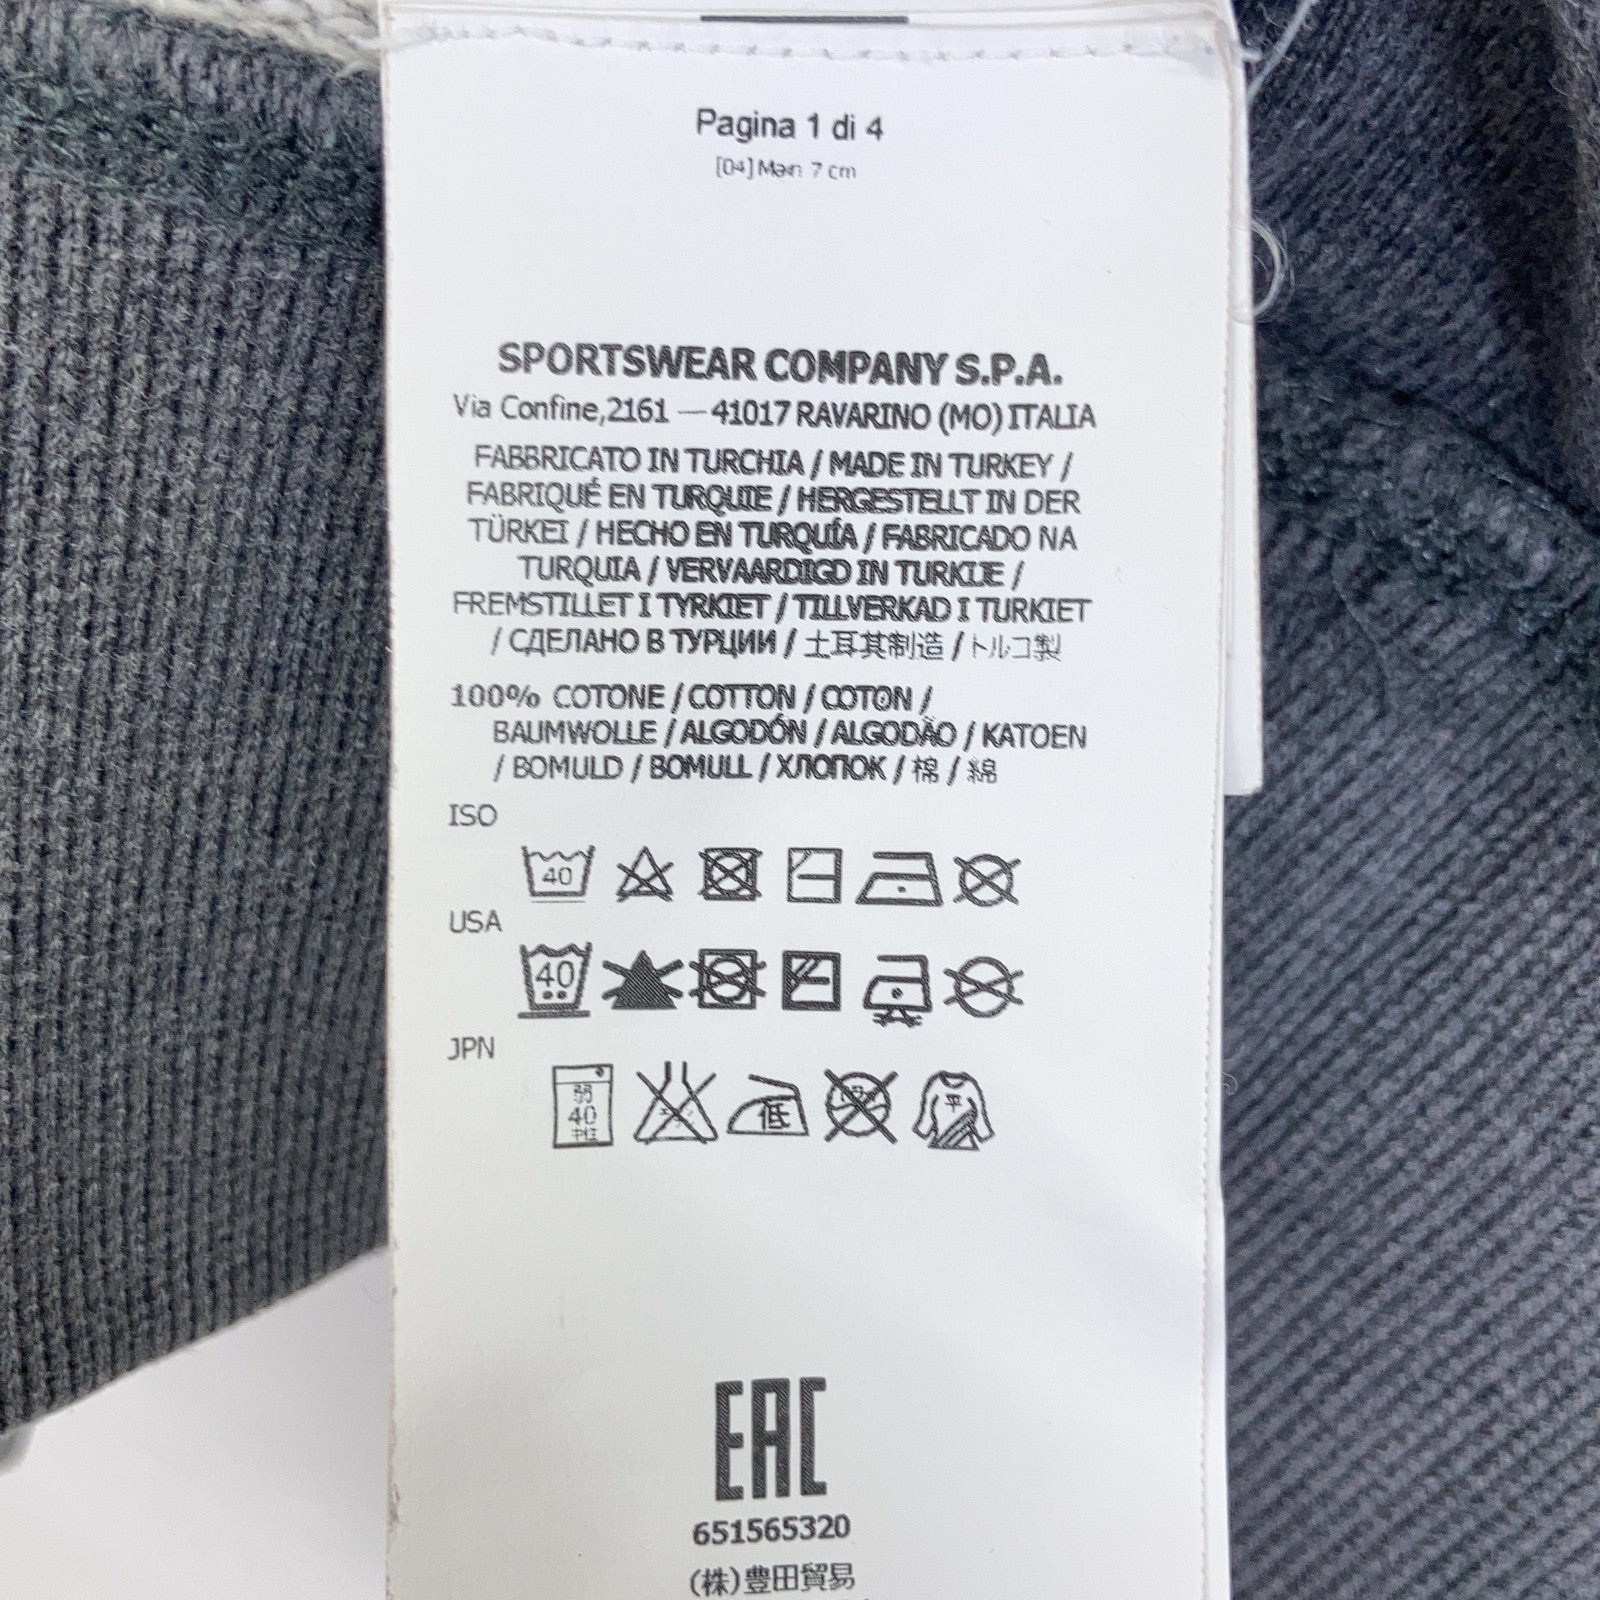 Pagina 1 di 4
[04] Man 7 cm
SPORTSWEAR COMPANY S.P.A.
Via Confine,2161 — 41017 RAVARINO (MO) ITALIA
FABBRICATO IN TURCHIA / MADE IN TURKEY /
FABRIQUÉ EN TURQUIE / HERGESTELLT IN DER
TÜRKEI / HECHO EN TURQUÍA / FABRICADO NA
TURQUIA / VERVAARDIGD IN TURKIJE /
FREMSTILLET I TYRKIET / TILLVERKAD I TURKIET
/ СДЕЛАНО В ТУРЦИИ / 土耳其制造 / トルコ製
100% COTONE / COTTON / COTON /
BAUMWOLLE / ALGODÓN / ALGODÃO / KATOEN
/ BOMULD / BOMULL / ХЛОПОК / 棉 / 綿
ISO
40
USA
40
JPN
弱
40
中性
低
平
EAC
651565320
(株)豊田貿易